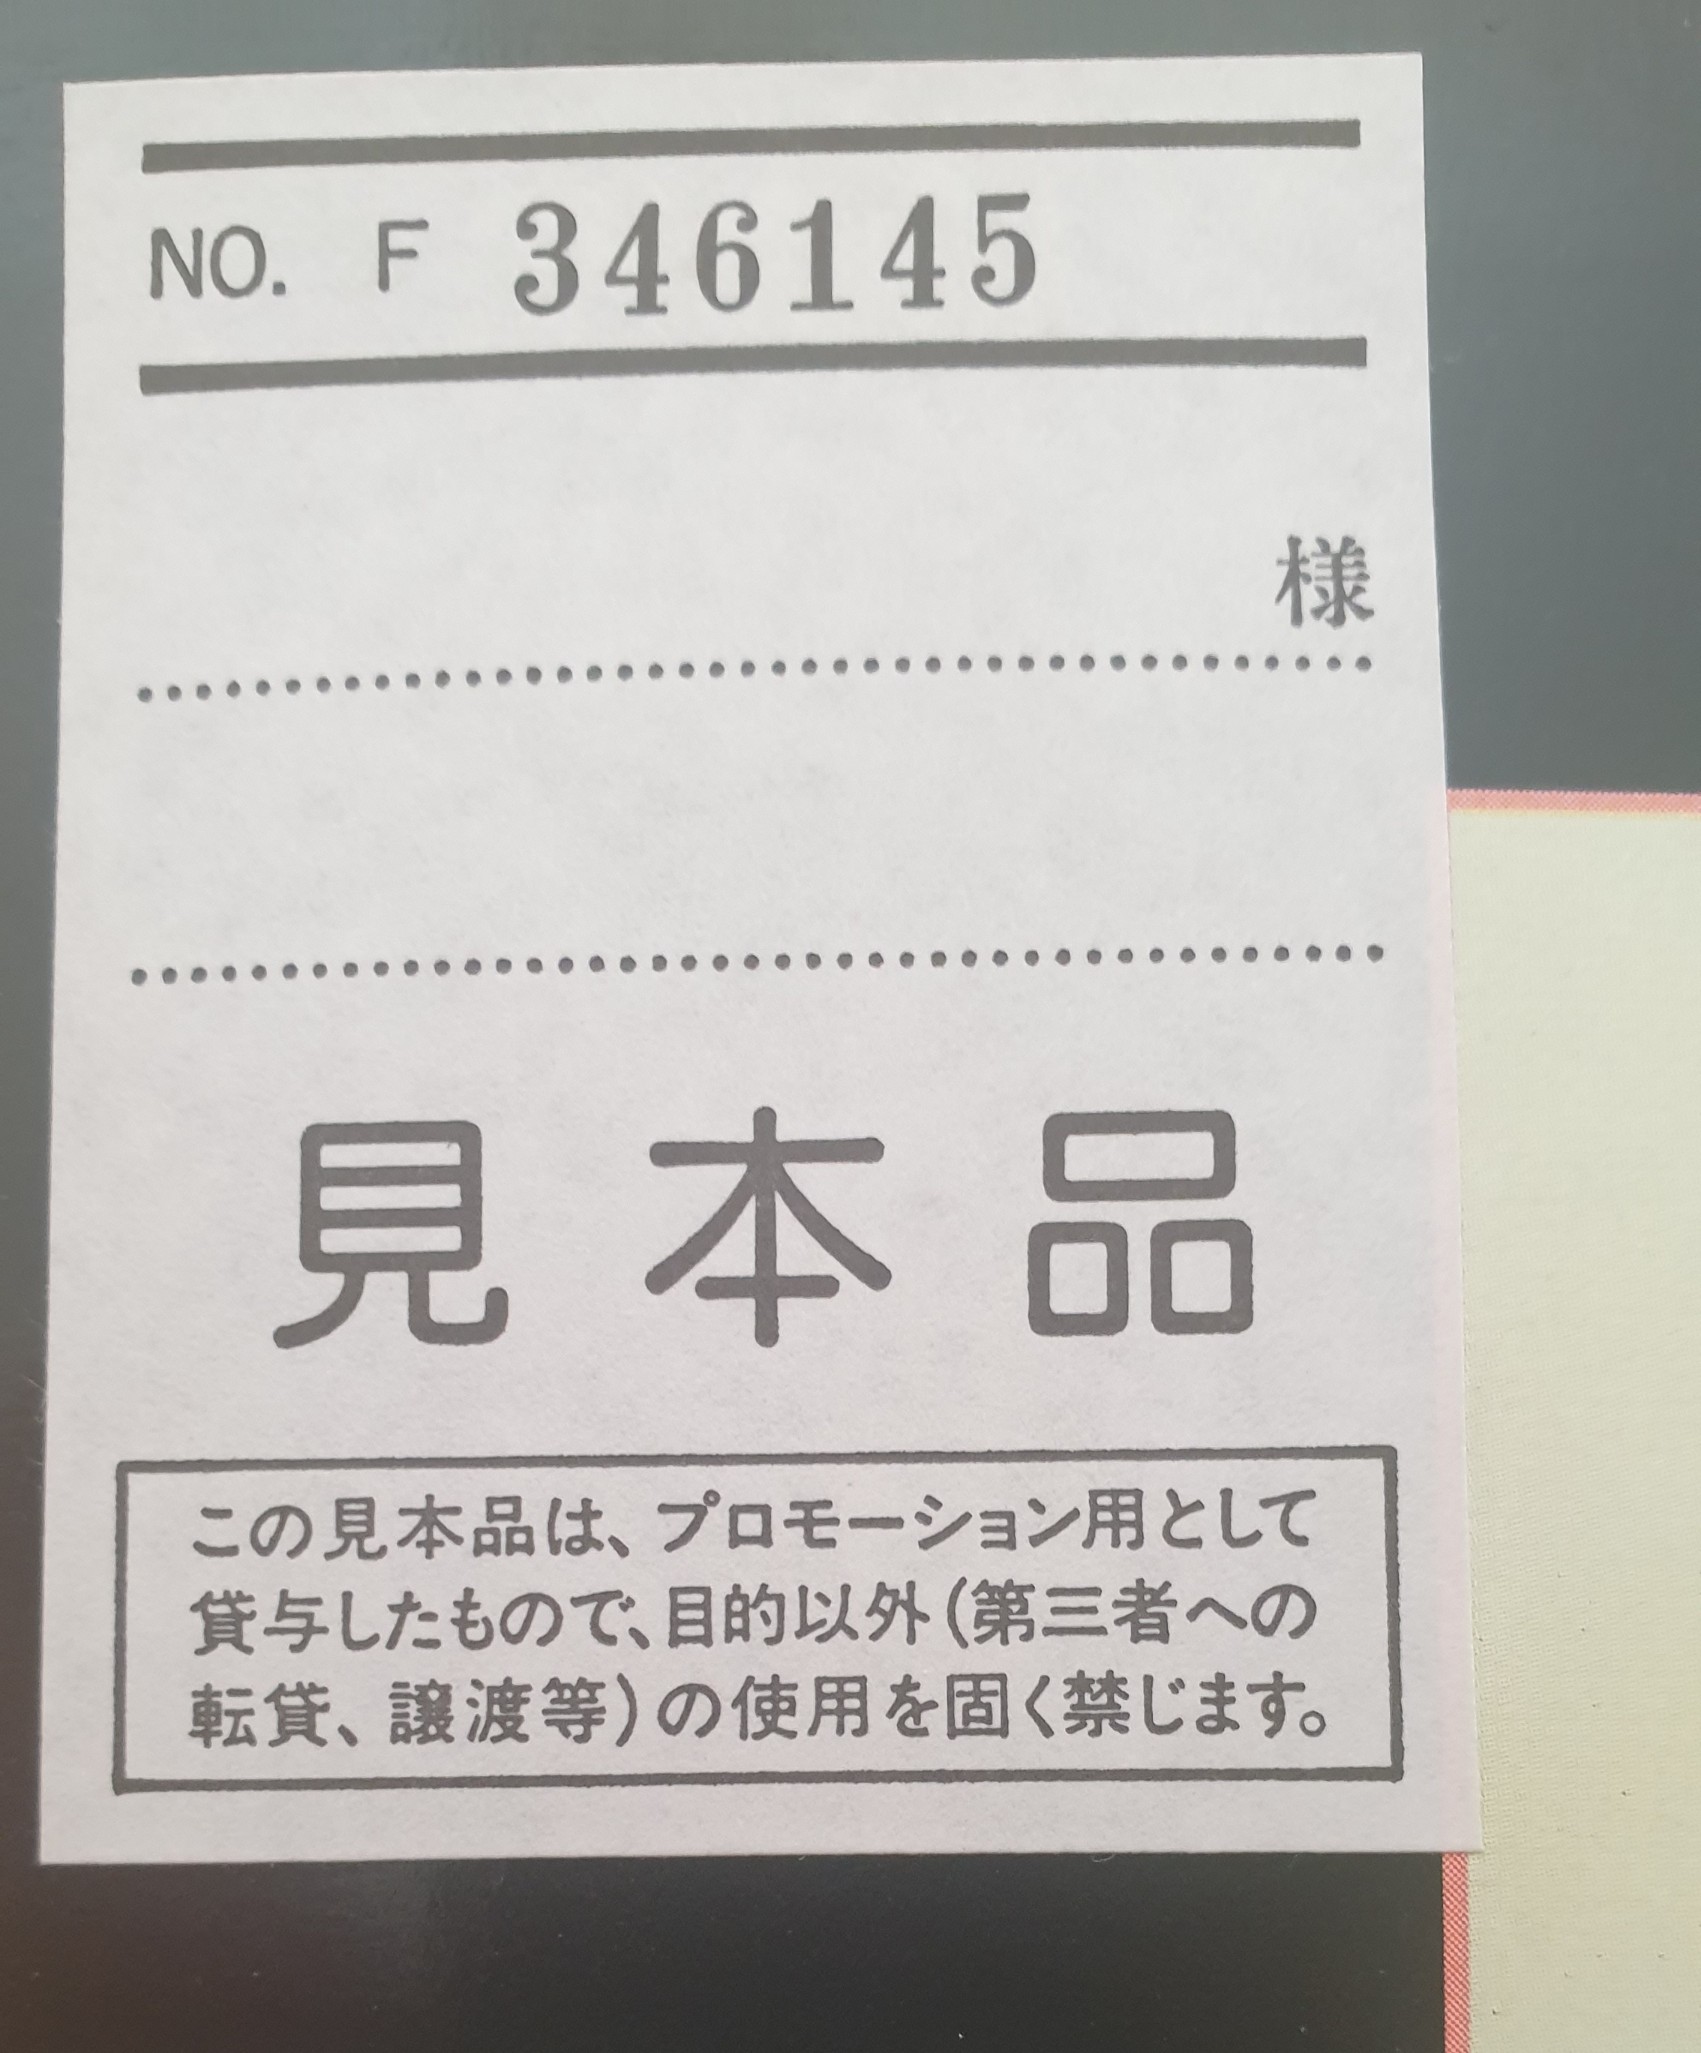 NO. F 346145
様
見本品
この見本品は、プロモーション用として
貸与したもので、目的以外(第三者への
転貸、譲渡等)の使用を固く禁じます。